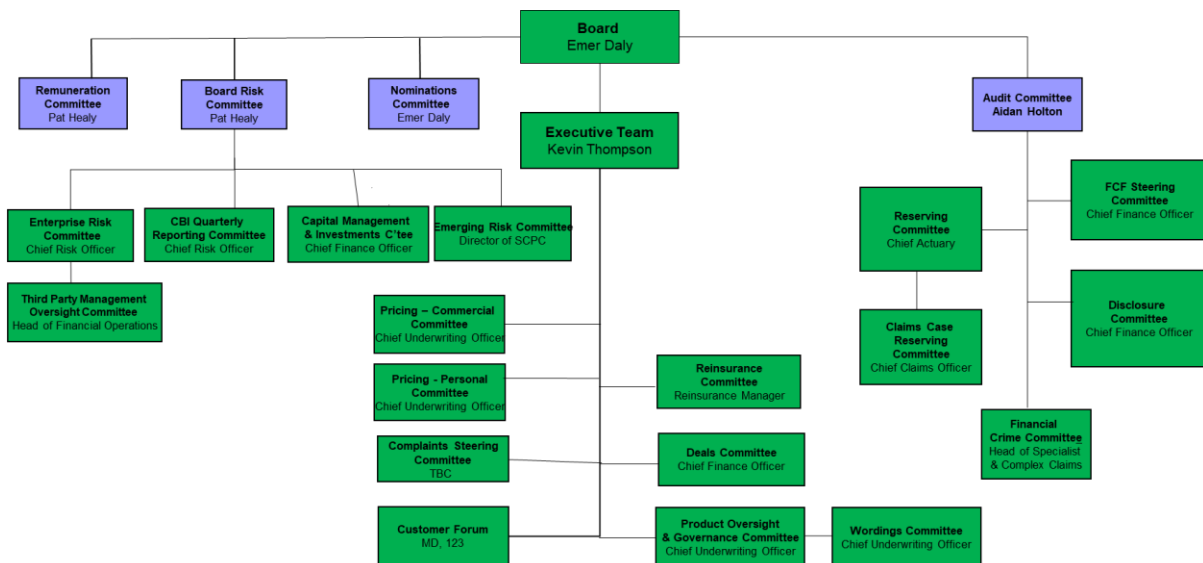 Board
Emer Daly
Remuneration
Committee
Pat Healy
Board Risk
Committee
Pat Healy
Nominations
Committee
Emer Daly
Audit Committee
Aidan Holton
Executive Team
Kevin Thompson
Enterprise Risk
Committee
Chief Risk Officer
CBI Quarterly
Reporting Committee
Chief Risk Officer
Capital Management
& Investments C'tee
Chief Finance Officer
Emerging Risk Committee
Director of SCPC
Reserving
Committee
Chief Actuary
FCF Steering
Committee
Chief Finance Officer
Third Party Management
Oversight Committee
Head of Financial Operations
Pricing – Commercial
Committee
Chief Underwriting Officer
Claims Case
Reserving
Committee
Chief Claims Officer
Disclosure
Committee
Chief Finance Officer
Pricing - Personal
Committee
Chief Underwriting Officer
Reinsurance
Committee
Reinsurance Manager
Complaints Steering
Committee
TBC
Deals Committee
Chief Finance Officer
Financial
Crime Committee
Head of Specialist
& Complex Claims
Customer Forum
MD, 123
Product Oversight
& Governance Committee
Chief Underwriting Officer
Wordings Committee
Chief Underwriting Officer